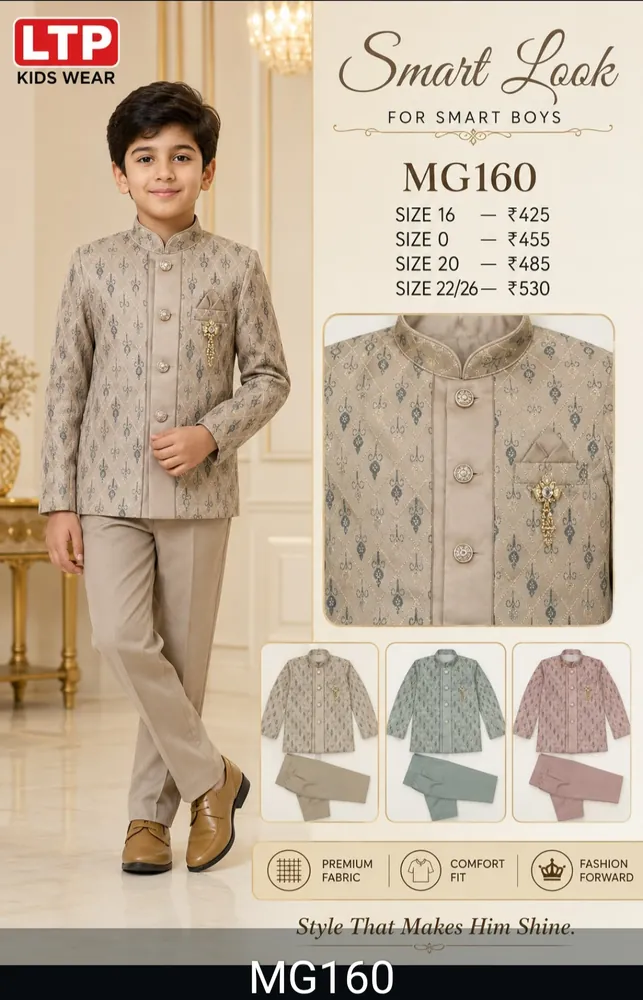 LTP
KIDS WEAR
Smart Look
FOR SMART BOYS
MG160
SIZE 16 — ₹425
SIZE 0 — ₹455
SIZE 20 — ₹485
SIZE 22/26 — ₹530
PREMIUM
FABRIC
COMFORT
FIT
FASHION
FORWARD
Style That Makes Him Shine.
MG160